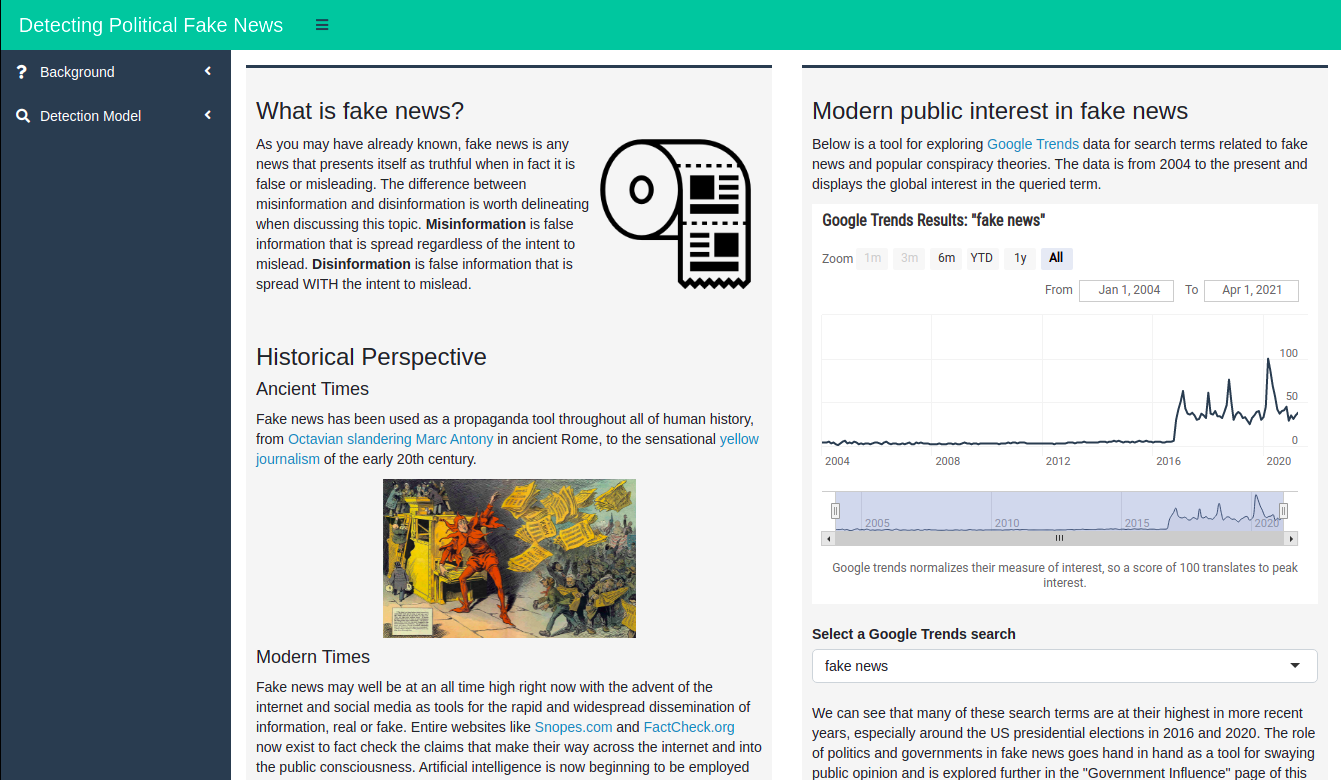 Detecting Political Fake News
Background
Detection Model
What is fake news?
As you may have already known, fake news is any
news that presents itself as truthful when in fact it is
false or misleading. The difference between
misinformation and disinformation is worth delineating
when discussing this topic. Misinformation is false
information that is spread regardless of the intent to
mislead. Disinformation is false information that is
spread WITH the intent to mislead.
Historical Perspective
Ancient Times
Fake news has been used as a propaganda tool throughout all of human history,
from Octavian slandering Marc Antony in ancient Rome, to the sensational yellow
journalism of the early 20th century.
Modern Times
Fake news may well be at an all time high right now with the advent of the
internet and social media as tools for the rapid and widespread dissemination of
information, real or fake. Entire websites like Snopes.com and FactCheck.org
now exist to fact check the claims that make their way across the internet and into
the public consciousness. Artificial intelligence is now beginning to be employed
Modern public interest in fake news
Below is a tool for exploring Google Trends data for search terms related to fake
news and popular conspiracy theories. The data is from 2004 to the present and
displays the global interest in the queried term.
Google Trends Results: "fake news"
Zoom 1m 3m 6m YTD 1y All
From Jan 1, 2004 To Apr 1, 2021
100
50
0
2004 2008 2012 2016 2020
2005 2010 2015 2020
Google trends normalizes their measure of interest, so a score of 100 translates to peak
interest.
Select a Google Trends search
fake news
We can see that many of these search terms are at their highest in more recent
years, especially around the US presidential elections in 2016 and 2020. The role
of politics and governments in fake news goes hand in hand as a tool for swaying
public opinion and is explored further in the "Government Influence" page of this